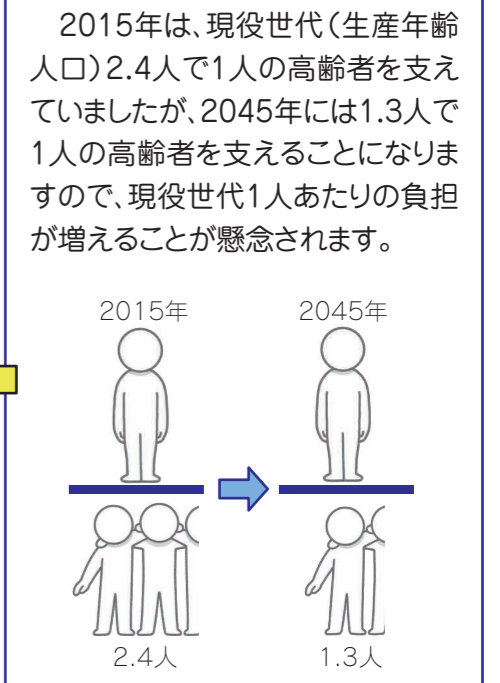 2015年は、現役世代（生産年齢
人口）2.4人で1人の高齢者を支え
ていましたが、2045年には1.3人で
1人の高齢者を支えることになりま
すので、現役世代1人あたりの負担
が増えることが懸念されます。
2015年
2045年
2.4人
1.3人